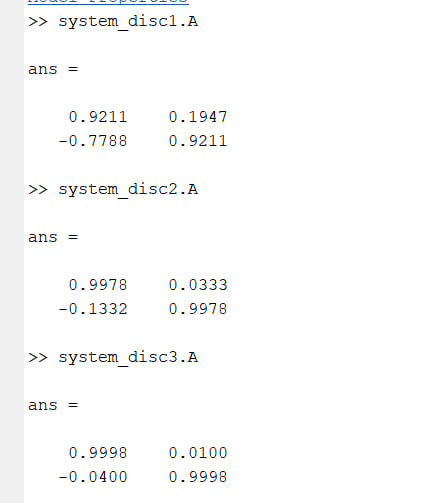 >> system_disc1.A
ans =
0.9211 0.1947
-0.7788 0.9211
>> system_disc2.A
ans =
0.9978 0.0333
-0.1332 0.9978
>> system_disc3.A
ans =
0.9998 0.0100
-0.0400 0.9998